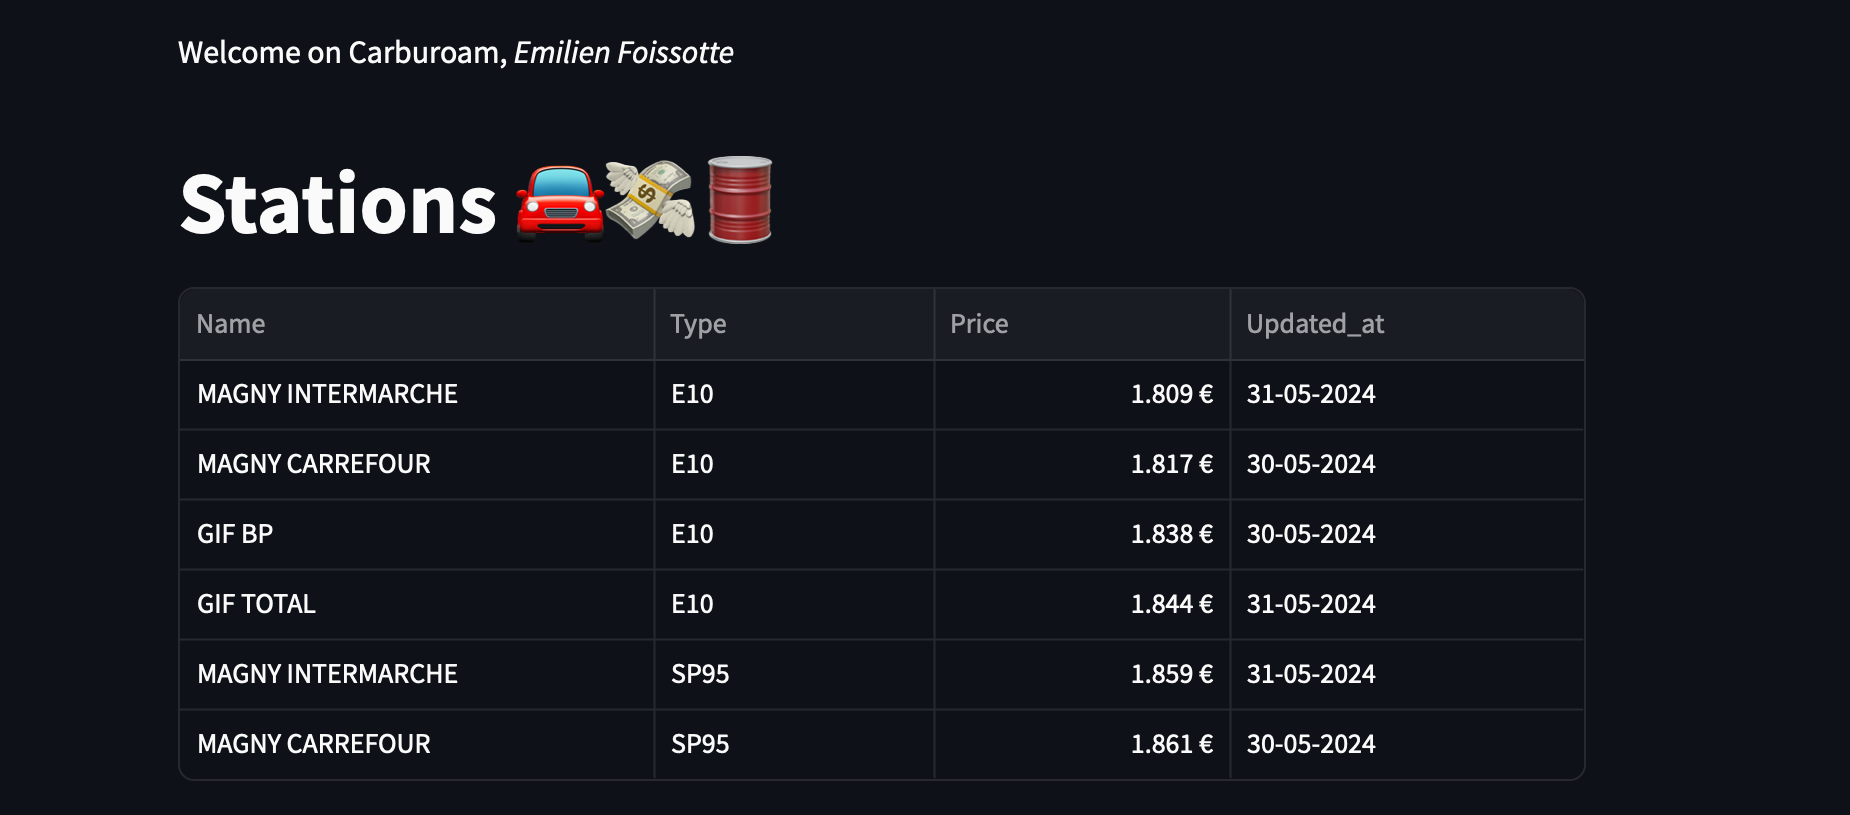 Welcome on Carburoam, Emilien Foissotte
Stations
Name Type Price Updated_at
MAGNY INTERMARCHE E10 1.809 € 31-05-2024
MAGNY CARREFOUR E10 1.817 € 30-05-2024
GIF BP E10 1.838 € 30-05-2024
GIF TOTAL E10 1.844 € 31-05-2024
MAGNY INTERMARCHE SP95 1.859 € 31-05-2024
MAGNY CARREFOUR SP95 1.861 € 30-05-2024